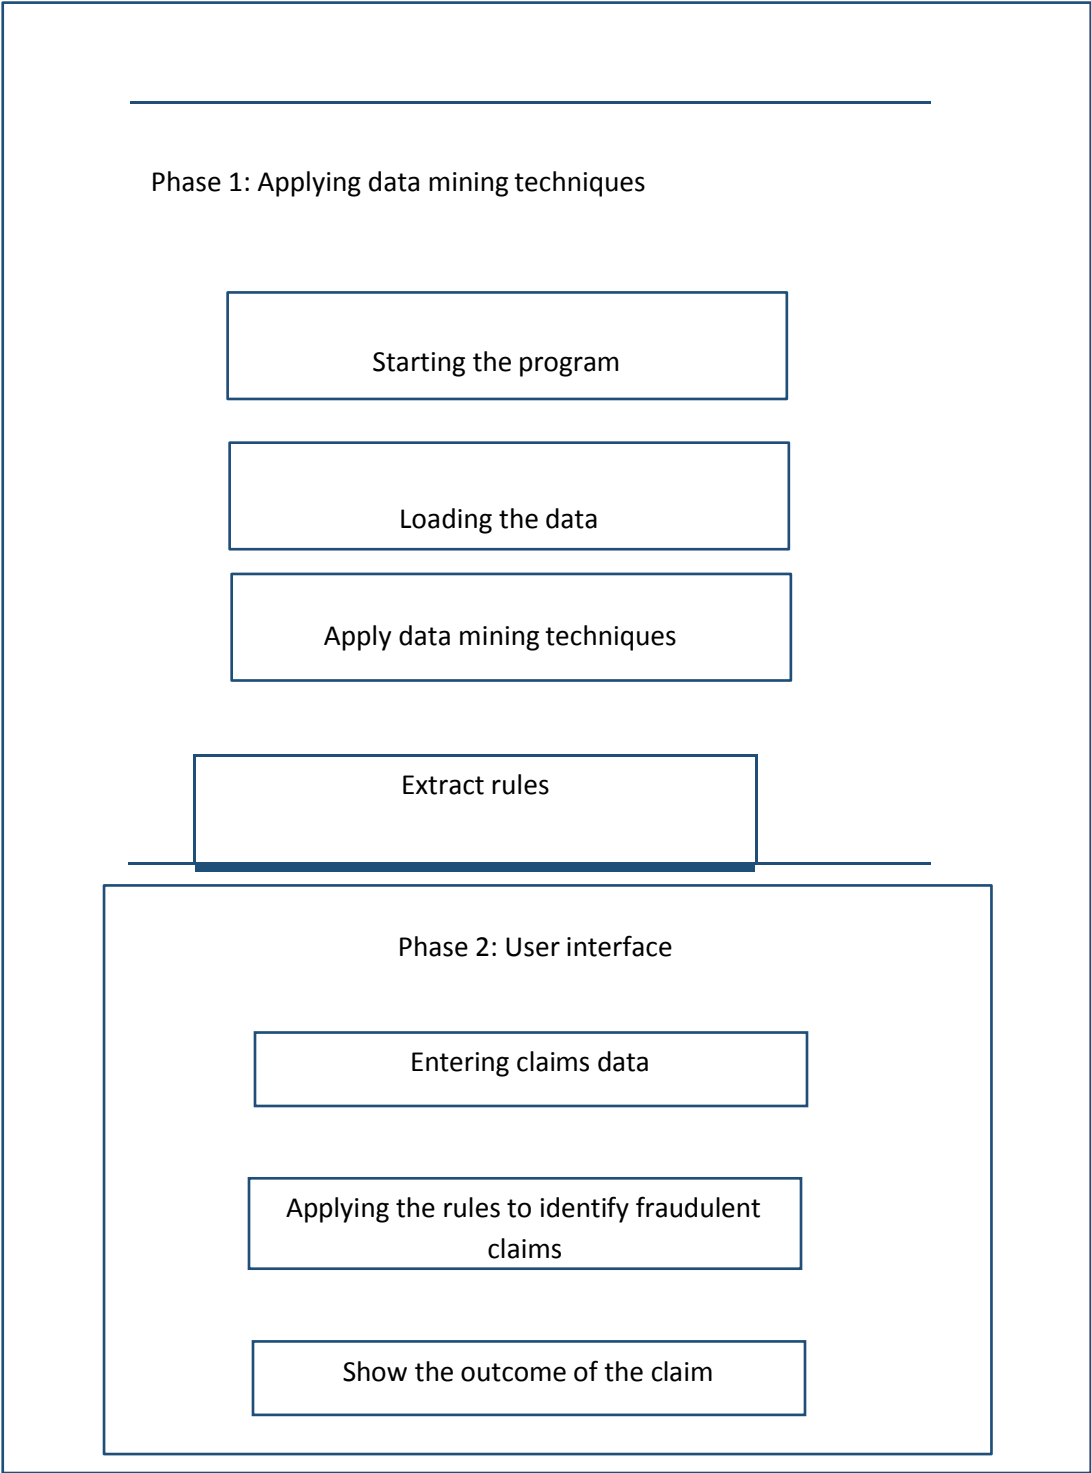 Phase 1: Applying data mining techniques
Starting the program
Loading the data
Apply data mining techniques
Extract rules
Phase 2: User interface
Entering claims data
Applying the rules to identify fraudulent
claims
Show the outcome of the claim